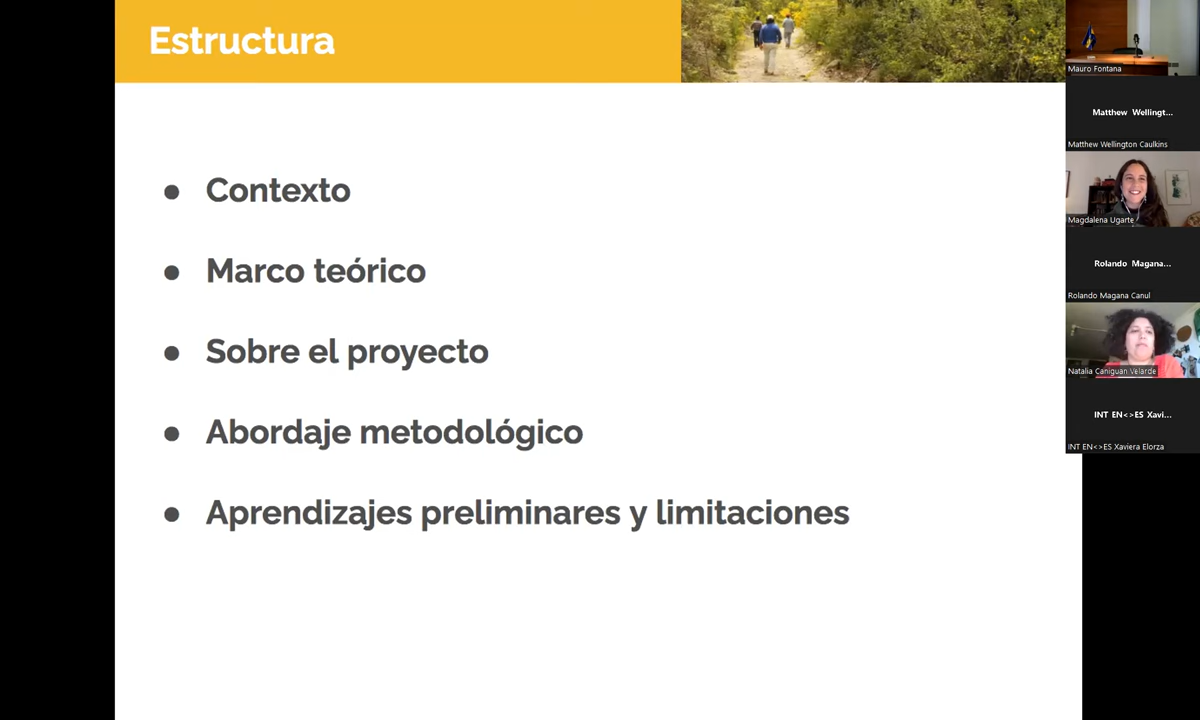 Estructura
Contexto
Marco teórico
Sobre el proyecto
Abordaje metodológico
Aprendizajes preliminares y limitaciones
Mauro Fontana
Matthew Wellingt...
Matthew Wellington Caulkins
Magdalena Ugarte
Rolando Magana...
Rolando Magana Canul
Natalia Caniguan Velarde
INT EN<>ES Xavi...
INT EN<>ES Xaviera Elorza